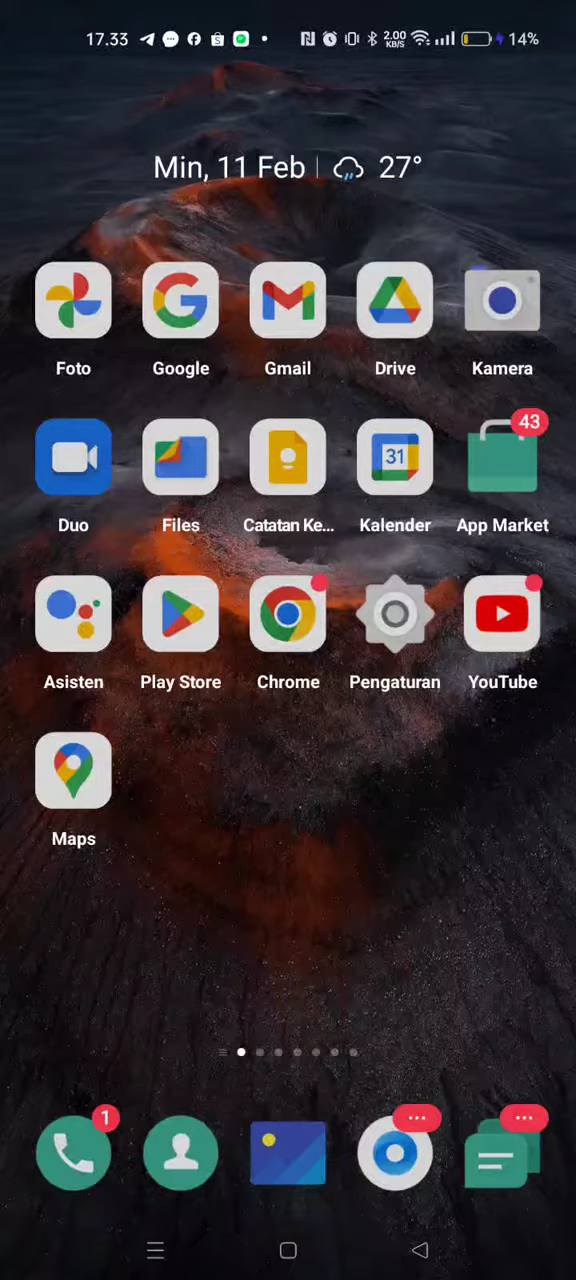 17.33 2.00 KB/S 14%
Min, 11 Feb 27°
Foto Google Gmail Drive Kamera
31 43
Duo Files Catatan Ke... Kalender App Market
Asisten Play Store Chrome Pengaturan YouTube
Maps
1 ... ...